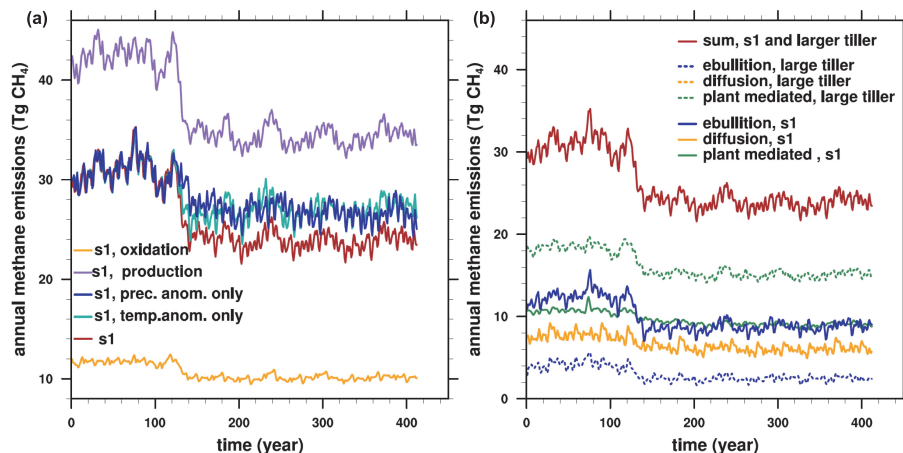 (a)
annual methane emissions (Tg CH4)
40
30
20
10
s1, oxidation
s1, production
s1, prec. anom. only
s1, temp.anom. only
s1
0 100 200 300 400
time (year)
(b)
annual methane emissions (Tg CH4)
40
30
20
10
0
sum, s1 and larger tiller
ebullition, large tiller
diffusion, large tiller
plant mediated, large tiller
ebullition, s1
diffusion, s1
plant mediated , s1
0 100 200 300 400
time (year)